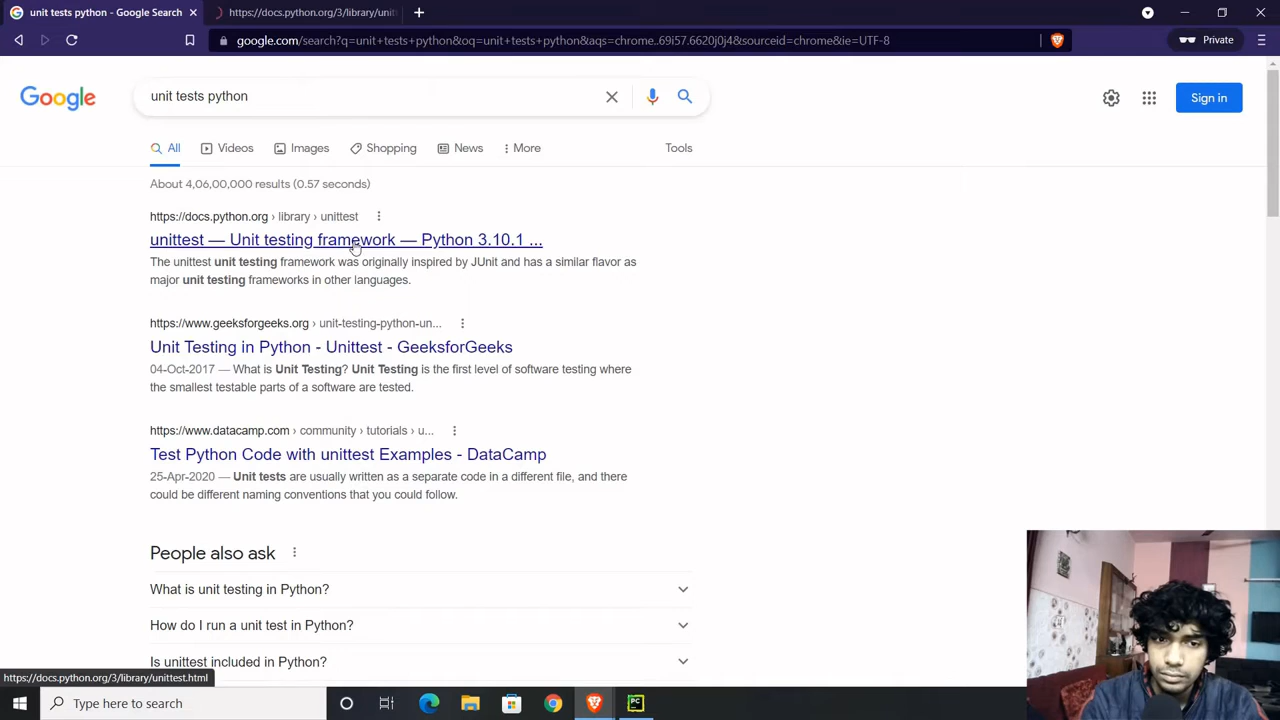 unit tests python - Google Search
https://docs.python.org/3/library/unit
google.com/search?q=unit+tests+python&oq=unit+tests+python&aqs=chrome..69i57.6620j0j4&sourceid=chrome&ie=UTF-8
Private
Google
unit tests python
Sign in
All
Videos
Images
Shopping
News
More
Tools
About 4,06,00,000 results (0.57 seconds)
https://docs.python.org › library › unittest
unittest — Unit testing framework — Python 3.10.1 ...
The unittest unit testing framework was originally inspired by JUnit and has a similar flavor as
major unit testing frameworks in other languages.
https://www.geeksforgeeks.org › unit-testing-python-un...
Unit Testing in Python - Unittest - GeeksforGeeks
04-Oct-2017 — What is Unit Testing? Unit Testing is the first level of software testing where
the smallest testable parts of a software are tested.
https://www.datacamp.com › community › tutorials › u...
Test Python Code with unittest Examples - DataCamp
25-Apr-2020 — Unit tests are usually written as a separate code in a different file, and there
could be different naming conventions that you could follow.
People also ask
What is unit testing in Python?
How do I run a unit test in Python?
Is unittest included in Python?
https://docs.python.org/3/library/unittest.html
Type here to search
PC